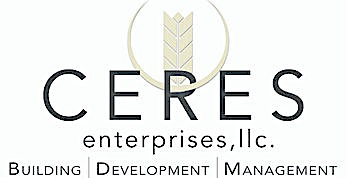 CERES
enterprises,llc.
BUILDING | DEVELOPMENT | MANAGEMENT